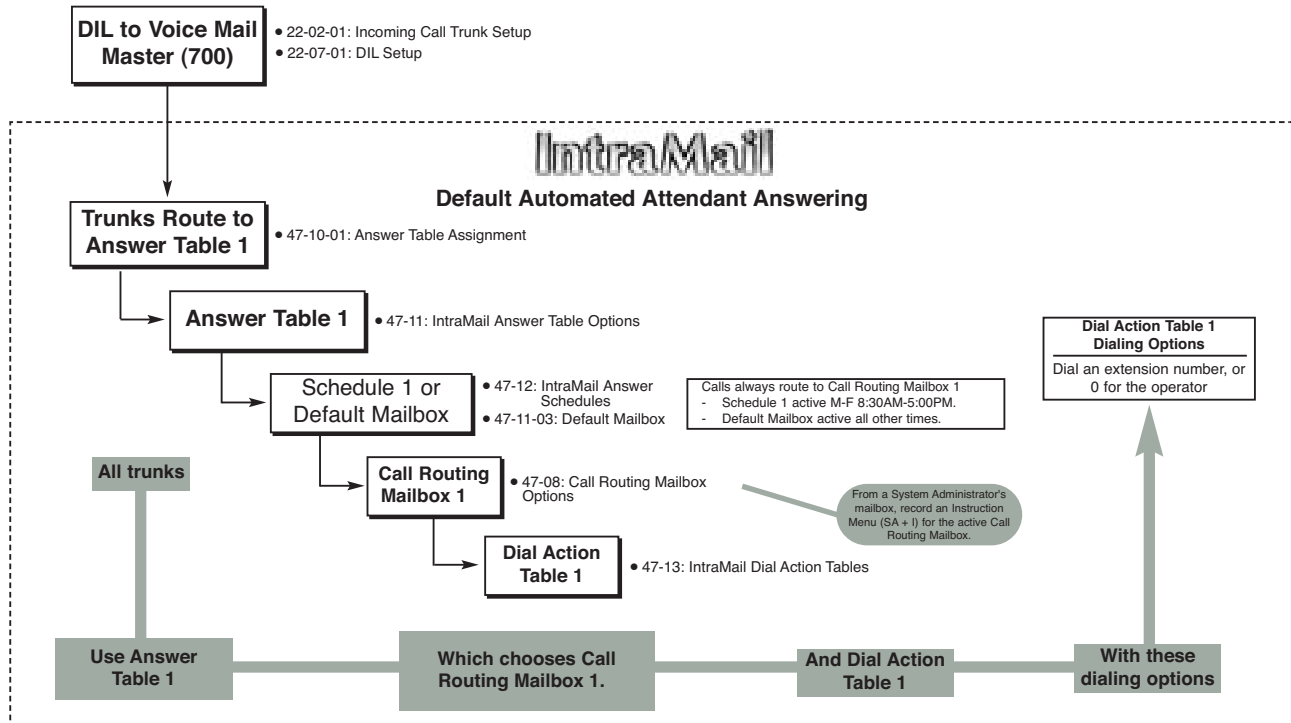 DIL to Voice Mail
Master (700)
• 22-02-01: Incoming Call Trunk Setup
• 22-07-01: DIL Setup
IntraMail
Default Automated Attendant Answering
Trunks Route to
Answer Table 1
• 47-10-01: Answer Table Assignment
Answer Table 1
• 47-11: IntraMail Answer Table Options
Schedule 1 or
Default Mailbox
• 47-12: IntraMail Answer
Schedules
• 47-11-03: Default Mailbox
Calls always route to Call Routing Mailbox 1
- Schedule 1 active M-F 8:30AM-5:00PM.
- Default Mailbox active all other times.
Dial Action Table 1
Dialing Options
Dial an extension number, or
0 for the operator
Call Routing
Mailbox 1
• 47-08: Call Routing Mailbox
Options
From a System Administrator's
mailbox, record an Instruction
Menu (SA + I) for the active Call
Routing Mailbox.
Dial Action
Table 1
• 47-13: IntraMail Dial Action Tables
All trunks
Use Answer
Table 1
Which chooses Call
Routing Mailbox 1.
And Dial Action
Table 1
With these
dialing options